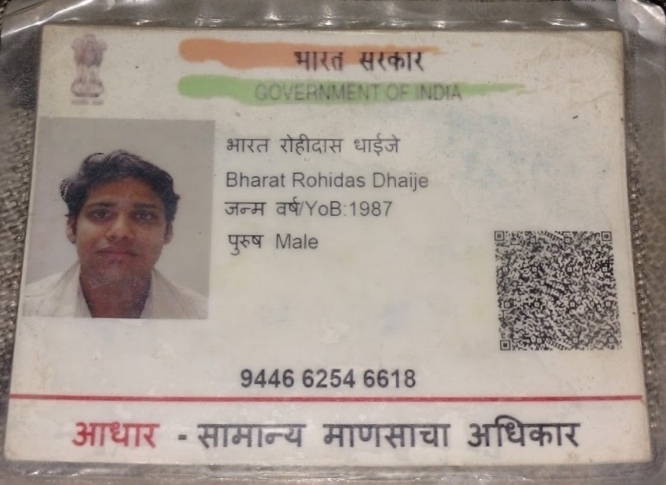 भारत सरकार
GOVERNMENT OF INDIA
भारत रोहीदास धाईजे
Bharat Rohidas Dhaije
जन्म वर्ष/YoB:1987
पुरुष Male
9446 6254 6618
आधार - सामान्य माणसाचा अधिकार